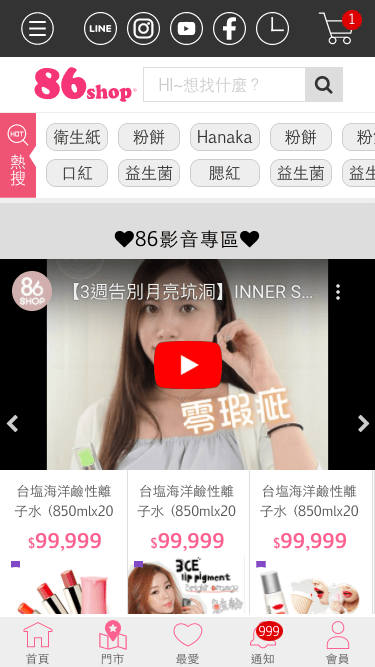 LINE
1
86shop
HI~想找什麼？
HOT
熱搜
衛生紙 粉餅 Hanaka 粉餅
口紅 益生菌 腮紅 益生菌 益生
♥86影音專區♥
86 SHOP
【3週告別月亮坑洞】INNER S...
零瑕疵
台塩海洋鹼性離 台塩海洋鹼性離 台塩海洋鹼性離
子水 (850mlx20 子水 (850mlx20 子水 (850mlx20
$99,999 $99,999 $99,999
3CE
lip pigment
999
首頁 門市 最愛 通知 會員